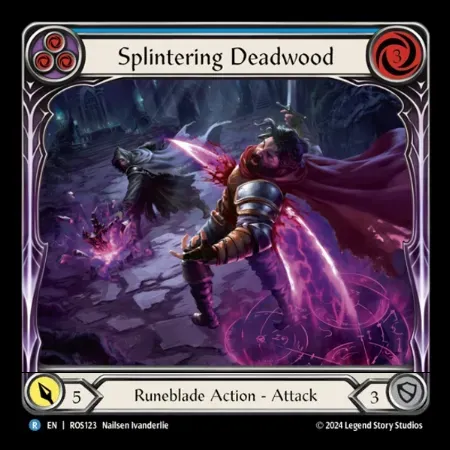 Splintering Deadwood
3
5
Runeblade Action - Attack
3
R EN | ROS123 Nailsen Ivanderlie
© 2024 Legend Story Studios